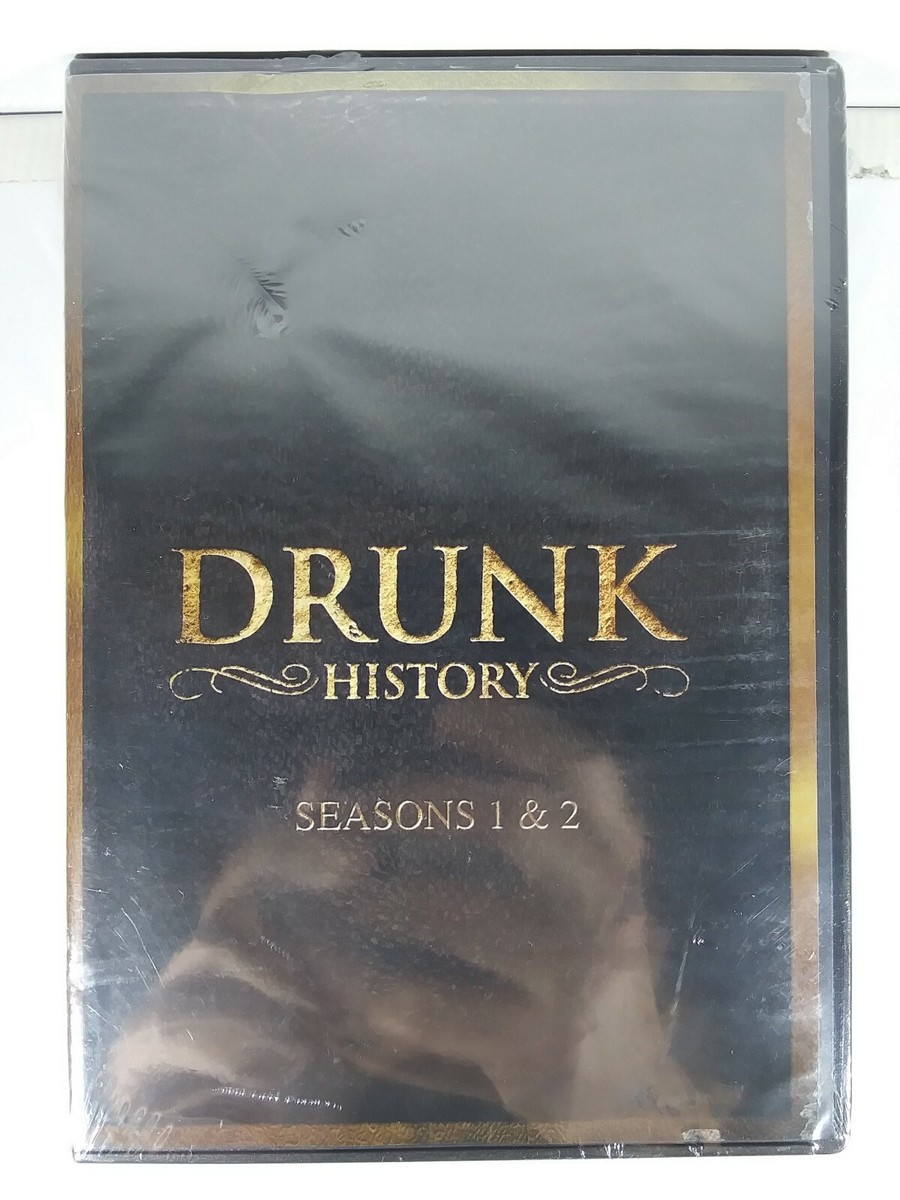 DRUNK
HISTORY
SEASONS 1 & 2